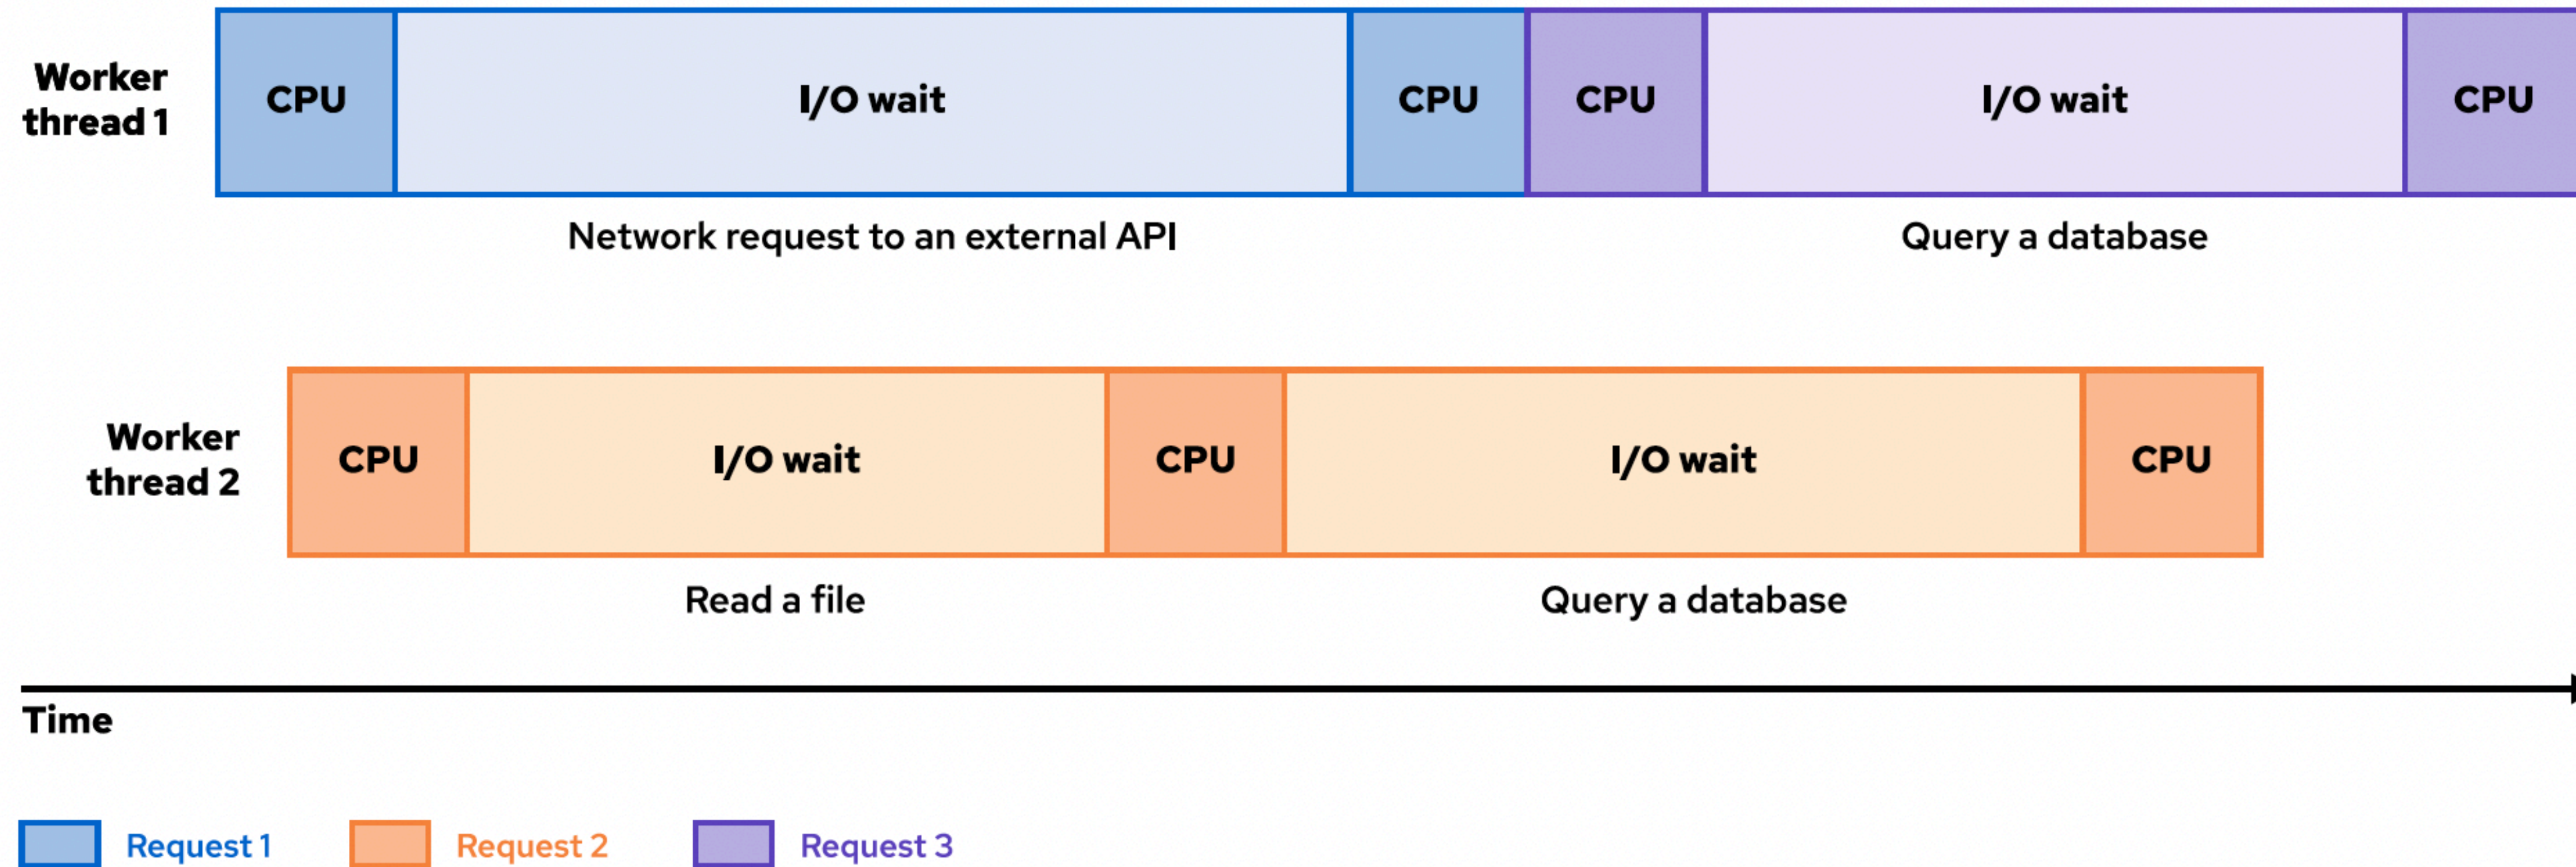 Worker
thread 1
CPU
I/O wait
CPU
CPU
I/O wait
CPU
Network request to an external API
Query a database
Worker
thread 2
CPU
I/O wait
CPU
I/O wait
CPU
Read a file
Query a database
Time
Request 1
Request 2
Request 3